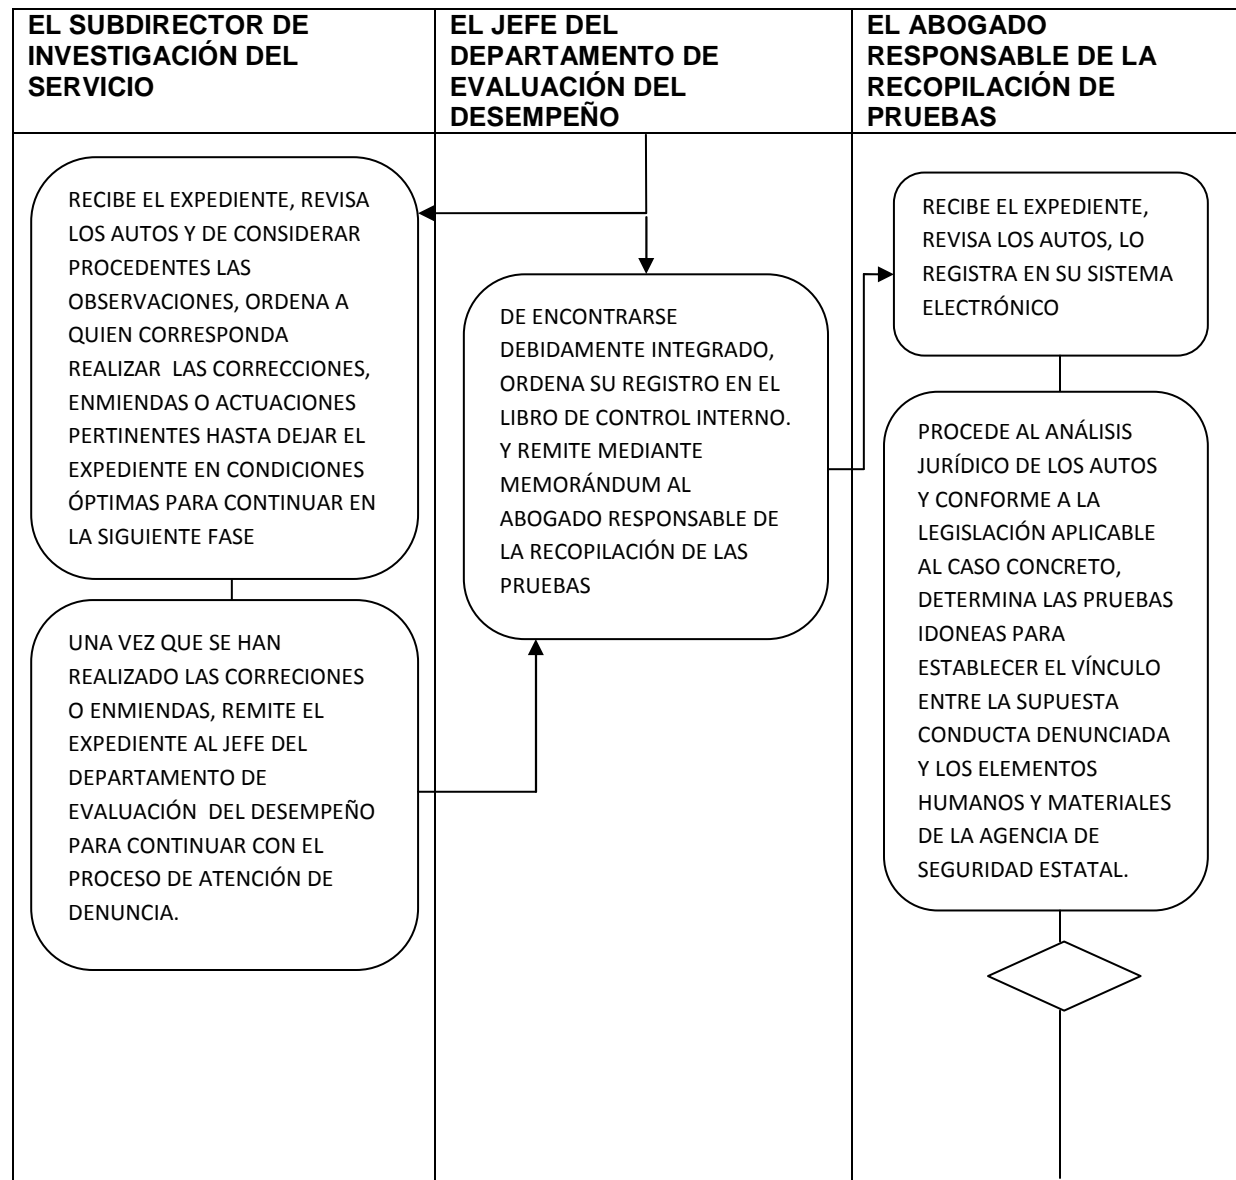 EL SUBDIRECTOR DE
INVESTIGACIÓN DEL
SERVICIO
EL JEFE DEL
DEPARTAMENTO DE
EVALUACIÓN DEL
DESEMPEÑO
EL ABOGADO
RESPONSABLE DE LA
RECOPILACIÓN DE
PRUEBAS
RECIBE EL EXPEDIENTE, REVISA
LOS AUTOS Y DE CONSIDERAR
PROCEDENTES LAS
OBSERVACIONES, ORDENA A
QUIEN CORRESPONDA
REALIZAR LAS CORRECCIONES,
ENMIENDAS O ACTUACIONES
PERTINENTES HASTA DEJAR EL
EXPEDIENTE EN CONDICIONES
ÓPTIMAS PARA CONTINUAR EN
LA SIGUIENTE FASE
UNA VEZ QUE SE HAN
REALIZADO LAS CORRECIONES
O ENMIENDAS, REMITE EL
EXPEDIENTE AL JEFE DEL
DEPARTAMENTO DE
EVALUACIÓN DEL DESEMPEÑO
PARA CONTINUAR CON EL
PROCESO DE ATENCIÓN DE
DENUNCIA.
DE ENCONTRARSE
DEBIDAMENTE INTEGRADO,
ORDENA SU REGISTRO EN EL
LIBRO DE CONTROL INTERNO.
Y REMITE MEDIANTE
MEMORÁNDUM AL
ABOGADO RESPONSABLE DE
LA RECOPILACIÓN DE LAS
PRUEBAS
RECIBE EL EXPEDIENTE,
REVISA LOS AUTOS, LO
REGISTRA EN SU SISTEMA
ELECTRÓNICO
PROCEDE AL ANÁLISIS
JURÍDICO DE LOS AUTOS
Y CONFORME A LA
LEGISLACIÓN APLICABLE
AL CASO CONCRETO,
DETERMINA LAS PRUEBAS
IDONEAS PARA
ESTABLECER EL VÍNCULO
ENTRE LA SUPUESTA
CONDUCTA DENUNCIADA
Y LOS ELEMENTOS
HUMANOS Y MATERIALES
DE LA AGENCIA DE
SEGURIDAD ESTATAL.